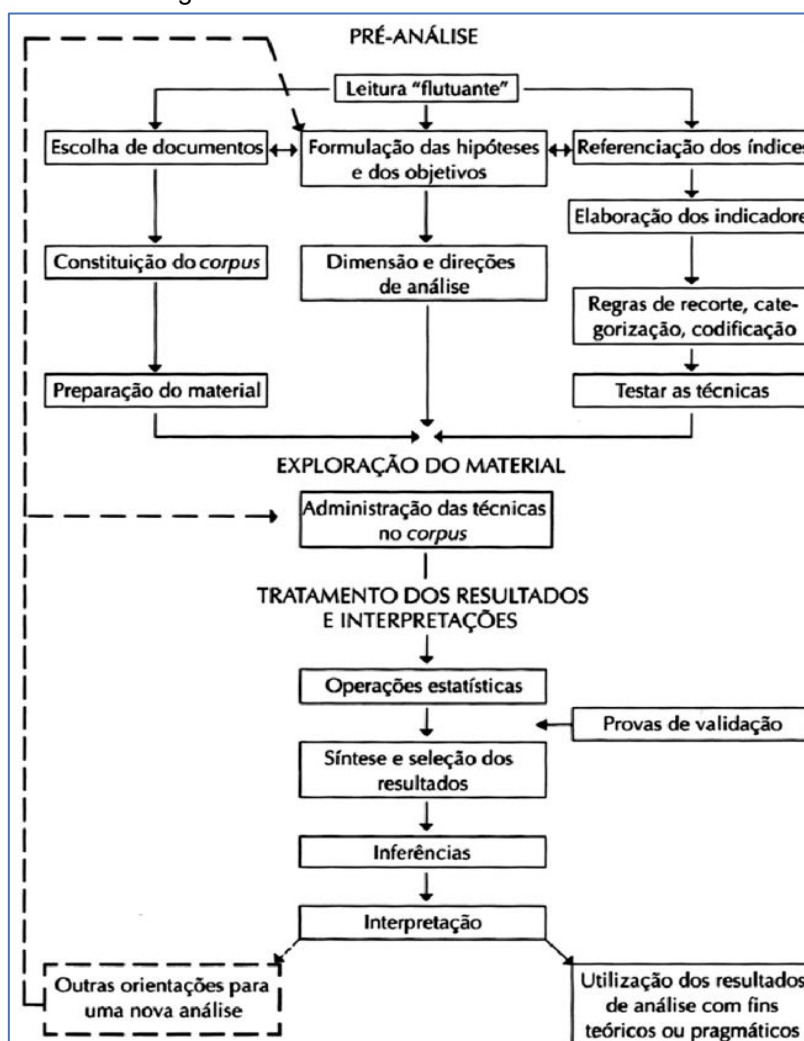 PRÉ-ANÁLISE
Leitura "flutuante"
Escolha de documentos
Formulação das hipóteses
e dos objetivos
Referenciação dos índices
Elaboração dos indicadore
Constituição do corpus
Dimensão e direções
de análise
Regras de recorte, cate-
gorização, codificação
Preparação do material
Testar as técnicas
EXPLORAÇÃO DO MATERIAL
Administração das técnicas
no corpus
TRATAMENTO DOS RESULTADOS
E INTERPRETAÇÕES
Operações estatísticas
Provas de validação
Síntese e seleção dos
resultados
Inferências
Interpretação
Outras orientações para
uma nova análise
Utilização dos resultados
de análise com fins
teóricos ou pragmáticos